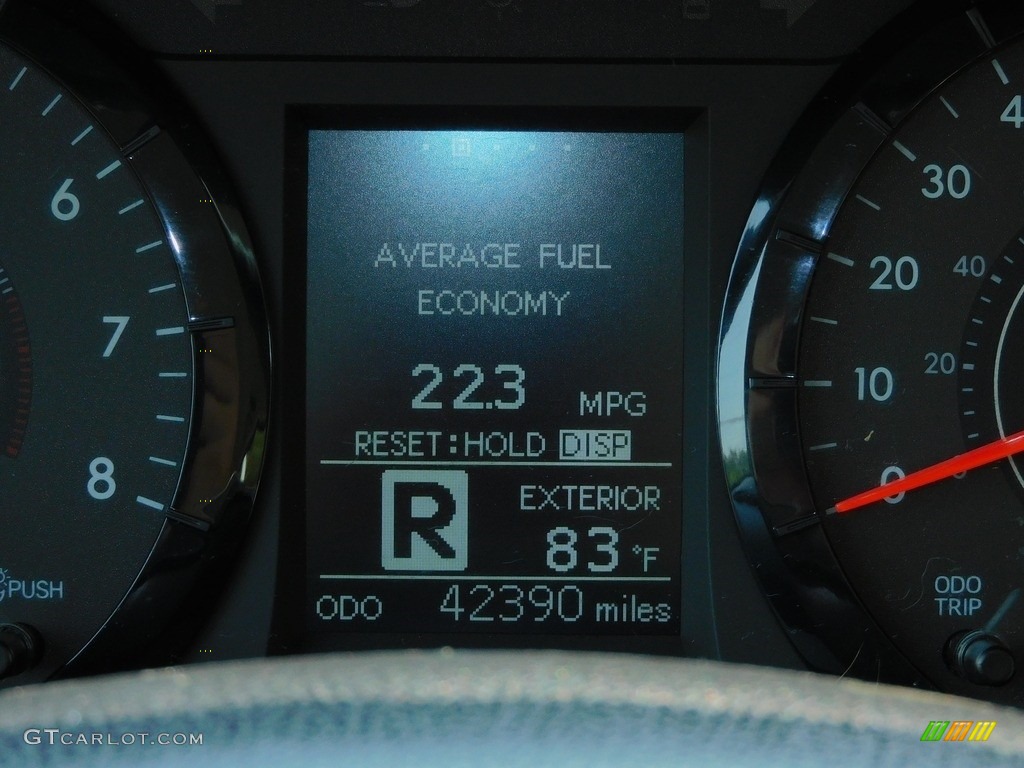 4
6
30
AVERAGE FUEL
ECONOMY
20
40
7
20
10
22.3 MPG
RESET:HOLD DISP
8
0
R
EXTERIOR
83 °F
PUSH
ODO 42390 miles
ODO
TRIP
GTCARLOT.COM